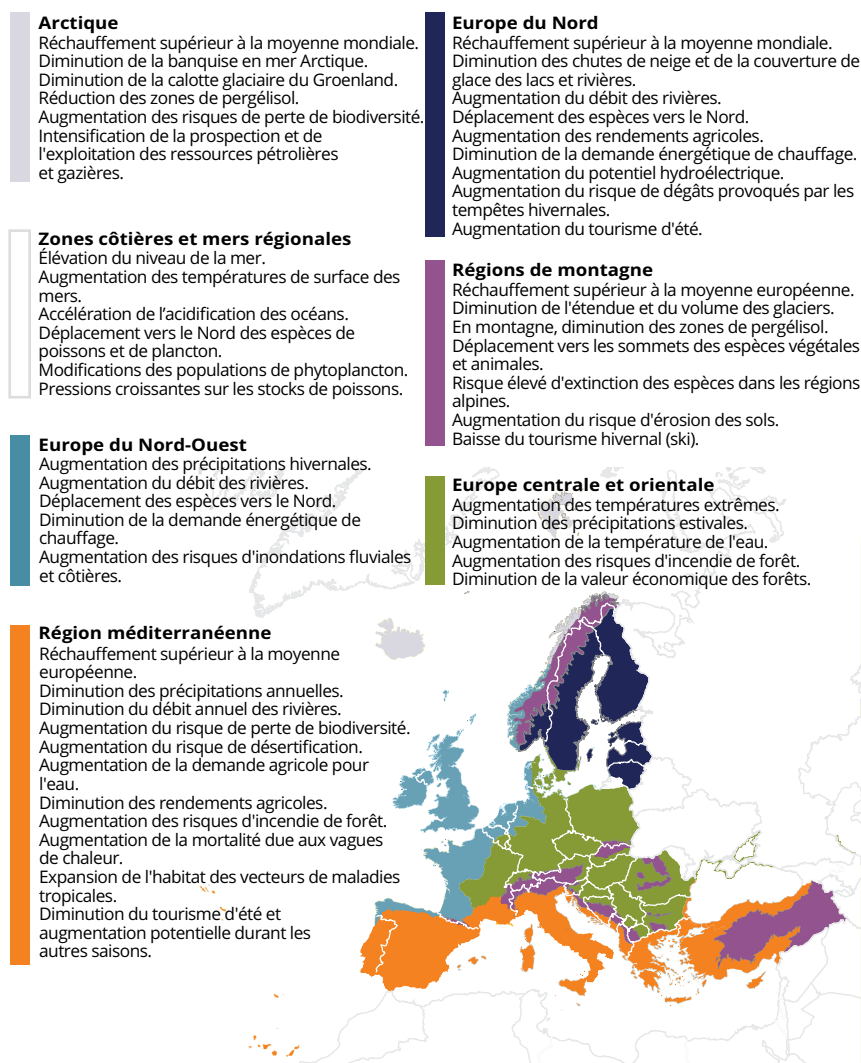 Arctique
Réchauffement supérieur à la moyenne mondiale.
Diminution de la banquise en mer Arctique.
Diminution de la calotte glaciaire du Groenland.
Réduction des zones de pergélisol.
Augmentation des risques de perte de biodiversité.
Intensification de la prospection et de
l'exploitation des ressources pétrolières
et gazières.
Zones côtières et mers régionales
Élévation du niveau de la mer.
Augmentation des températures de surface des
mers.
Accélération de l’acidification des océans.
Déplacement vers le Nord des espèces de
poissons et de plancton.
Modifications des populations de phytoplancton.
Pressions croissantes sur les stocks de poissons.
Europe du Nord-Ouest
Augmentation des précipitations hivernales.
Augmentation du débit des rivières.
Déplacement des espèces vers le Nord.
Diminution de la demande énergétique de
chauffage.
Augmentation des risques d'inondations fluviales
et côtières.
Région méditerranéenne
Réchauffement supérieur à la moyenne
européenne.
Diminution des précipitations annuelles.
Diminution du débit annuel des rivières.
Augmentation du risque de perte de biodiversité.
Augmentation du risque de désertification.
Augmentation de la demande agricole pour
l'eau.
Diminution des rendements agricoles.
Augmentation des risques d'incendie de forêt.
Augmentation de la mortalité due aux vagues
de chaleur.
Expansion de l'habitat des vecteurs de maladies
tropicales.
Diminution du tourisme d'été et
augmentation potentielle durant les
autres saisons.
Europe du Nord
Réchauffement supérieur à la moyenne mondiale.
Diminution des chutes de neige et de la couverture de
glace des lacs et rivières.
Augmentation du débit des rivières.
Déplacement des espèces vers le Nord.
Augmentation des rendements agricoles.
Diminution de la demande énergétique de chauffage.
Augmentation du potentiel hydroélectrique.
Augmentation du risque de dégâts provoqués par les
tempêtes hivernales.
Augmentation du tourisme d'été.
Régions de montagne
Réchauffement supérieur à la moyenne européenne.
Diminution de l'étendue et du volume des glaciers.
En montagne, diminution des zones de pergélisol.
Déplacement vers les sommets des espèces végétales
et animales.
Risque élevé d'extinction des espèces dans les régions
alpines.
Augmentation du risque d'érosion des sols.
Baisse du tourisme hivernal (ski).
Europe centrale et orientale
Augmentation des températures extrêmes.
Diminution des précipitations estivales.
Augmentation de la température de l'eau.
Augmentation des risques d'incendie de forêt.
Diminution de la valeur économique des forêts.